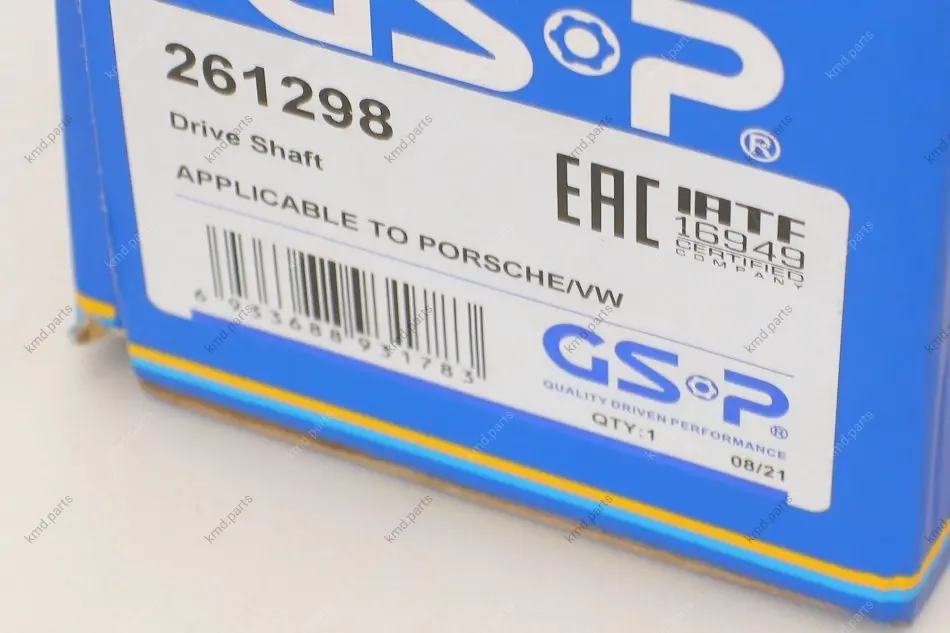 GSP®
261298
Drive Shaft
APPLICABLE TO PORSCHE/VW
EAC
IATF
16949
CERTIFIED
COMPANY
6 933688 931783
GSP®
QUALITY DRIVEN PERFORMANCE
QTY:1
08/21
kmd.parts